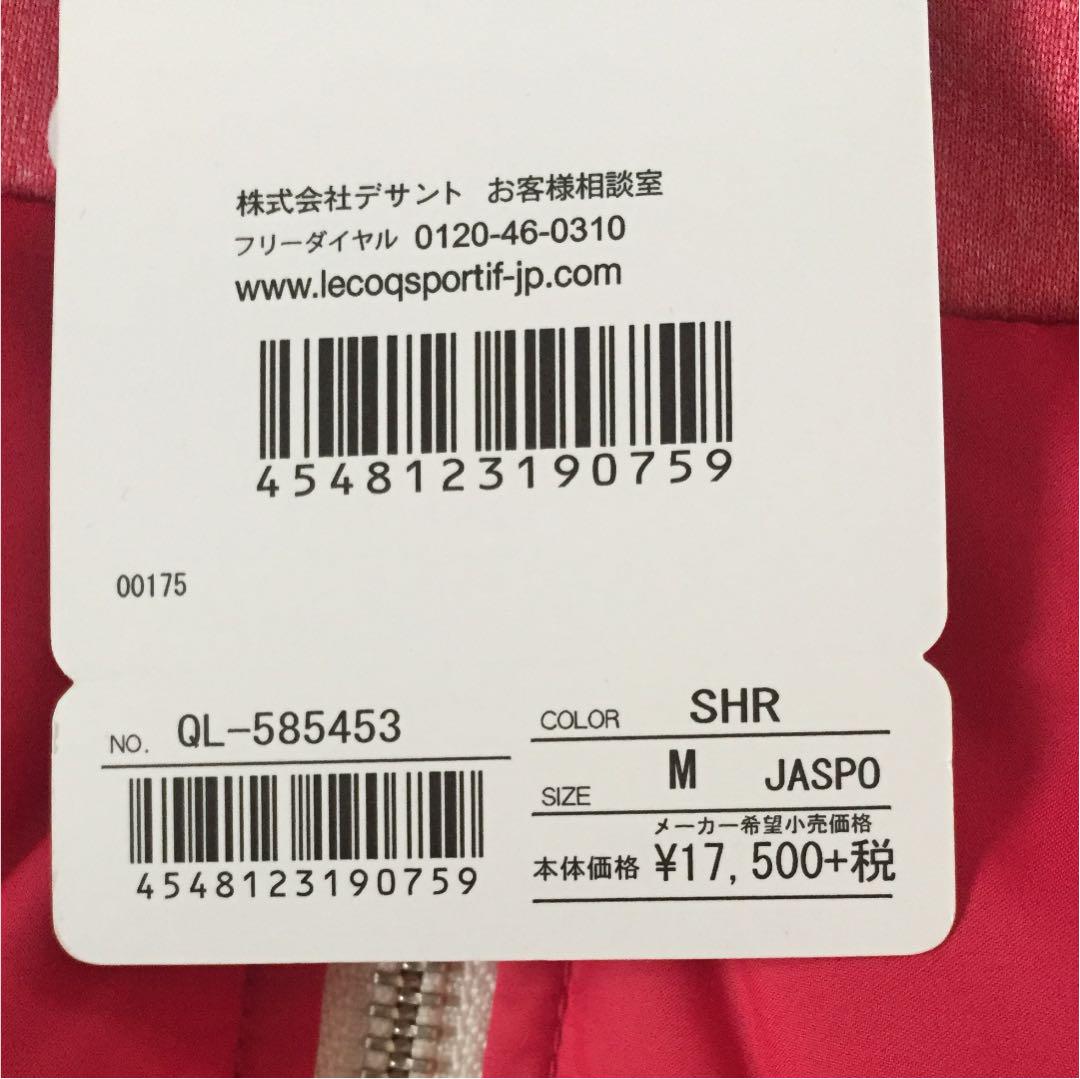 株式会社デサント お客様相談室
フリーダイヤル 0120-46-0310
www.lecoqsportif-jp.com
4548123190759
00175
NO. QL-585453
4548123190759
COLOR SHR
SIZE M JASPO
メーカー希望小売価格
本体価格 ¥17,500+税